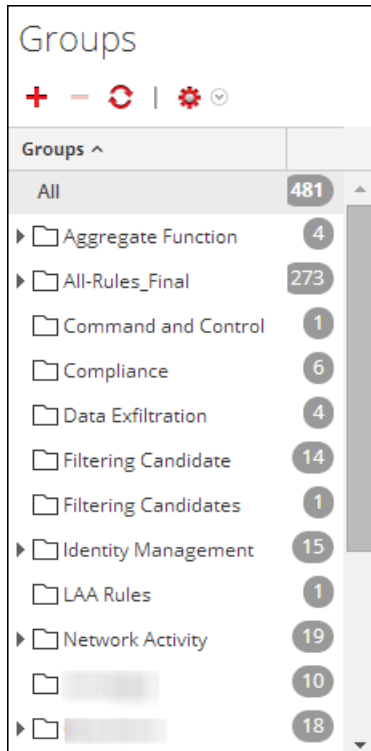 Groups
Groups
All 481
Aggregate Function 4
All-Rules_Final 273
Command and Control 1
Compliance 6
Data Exfiltration 4
Filtering Candidate 14
Filtering Candidates 1
Identity Management 15
LAA Rules 1
Network Activity 19
10
18